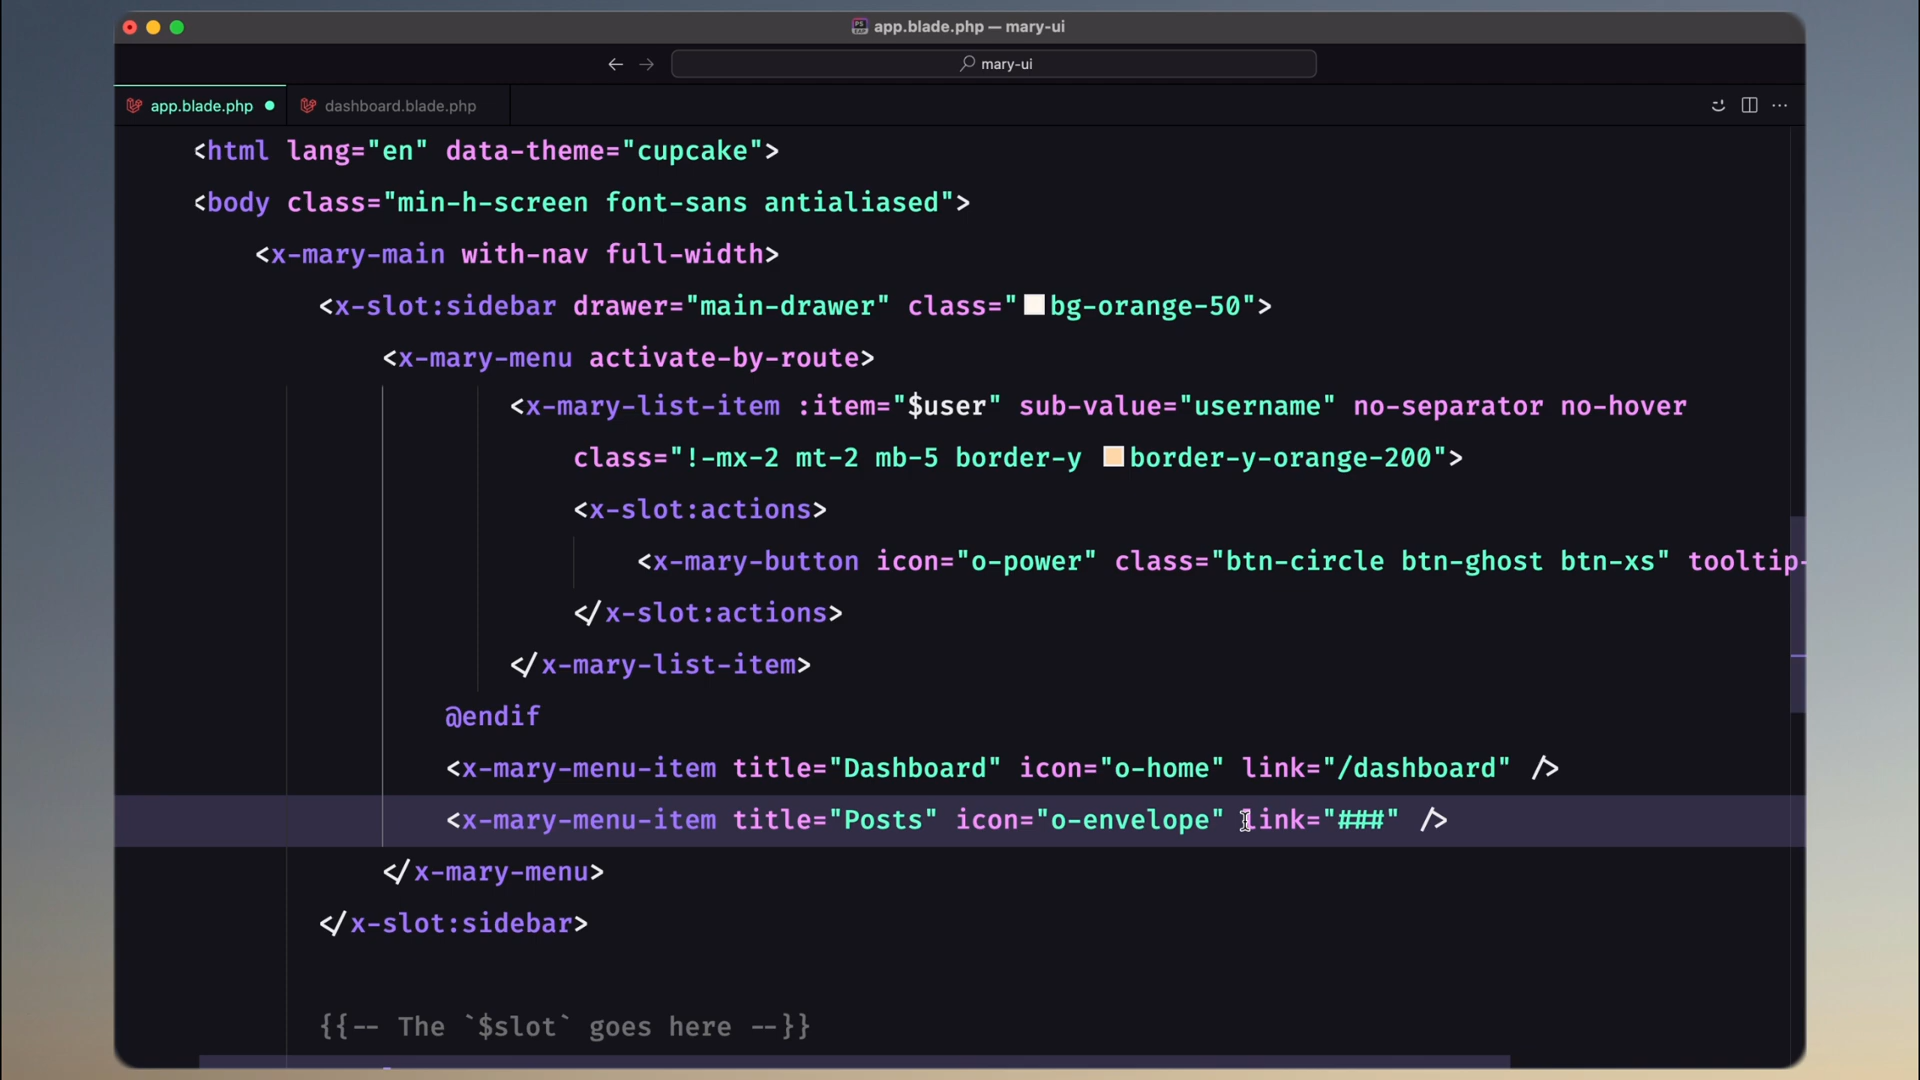 app.blade.php — mary-ui
mary-ui
app.blade.php
dashboard.blade.php
<html lang="en" data-theme="cupcake">
<body class="min-h-screen font-sans antialiased">
<x-mary-main with-nav full-width>
<x-slot:sidebar drawer="main-drawer" class="bg-orange-50">
<x-mary-menu activate-by-route>
<x-mary-list-item :item="$user" sub-value="username" no-separator no-hover
class="!-mx-2 mt-2 mb-5 border-y border-y-orange-200">
<x-slot:actions>
<x-mary-button icon="o-power" class="btn-circle btn-ghost btn-xs" tooltip-
</x-slot:actions>
</x-mary-list-item>
@endif
<x-mary-menu-item title="Dashboard" icon="o-home" link="/dashboard" />
<x-mary-menu-item title="Posts" icon="o-envelope" link="###" />
</x-mary-menu>
</x-slot:sidebar>
{{-- The `$slot` goes here --}}